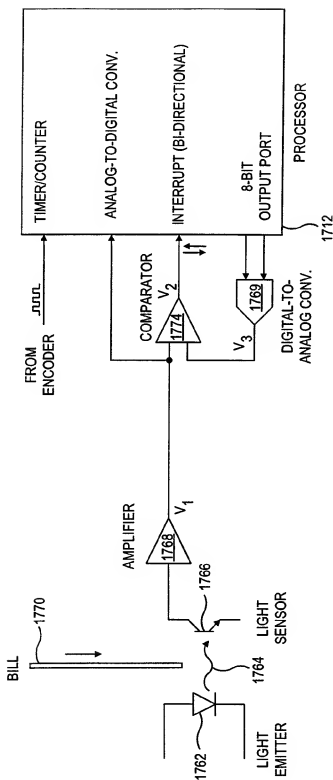 BILL
1770
LIGHT
EMITTER
1762
1764
LIGHT
SENSOR
1766
AMPLIFIER
1768
V1
FROM
ENCODER
COMPARATOR
1774
V2
V3
1769
DIGITAL-TO-
ANALOG CONV.
TIMER/COUNTER
ANALOG-TO-DIGITAL CONV.
INTERRUPT (BI-DIRECTIONAL)
8-BIT
OUTPUT PORT
PROCESSOR
1712